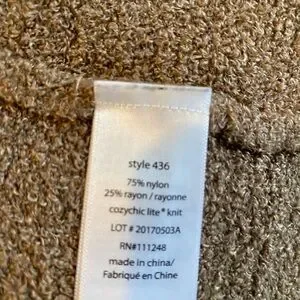 style 436
75% nylon
25% rayon / rayonne
cozychic lite® knit
LOT # 20170503A
RN#111248
made in china/
Fabriqué en Chine